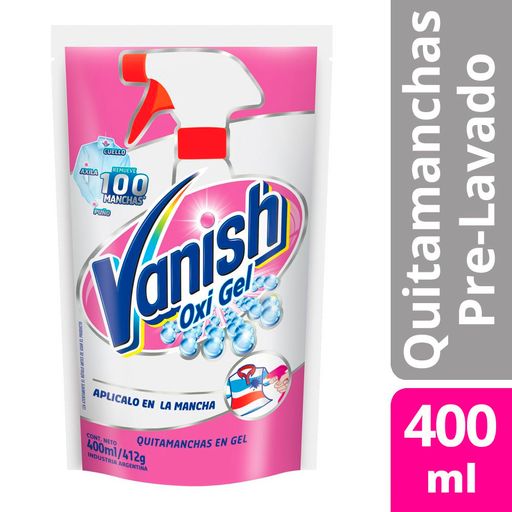 CUELLO
AXILA
REMUEVE
100
MANCHAS*
PUÑO
Vanish
Oxi Gel
APLICALO EN LA MANCHA
CONT. NETO
400ml/412g
INDUSTRIA ARGENTINA
QUITAMANCHAS EN GEL
Quitamanchas
Pre-Lavado
400
ml